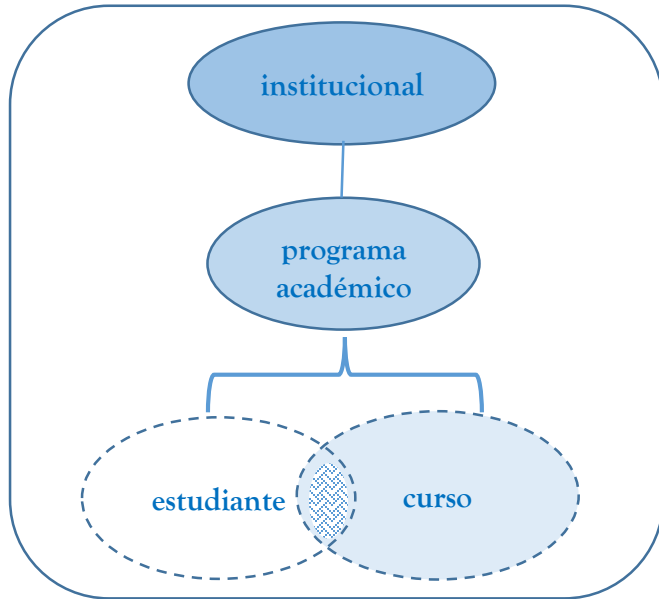 institucional
programa
académico
estudiante
curso